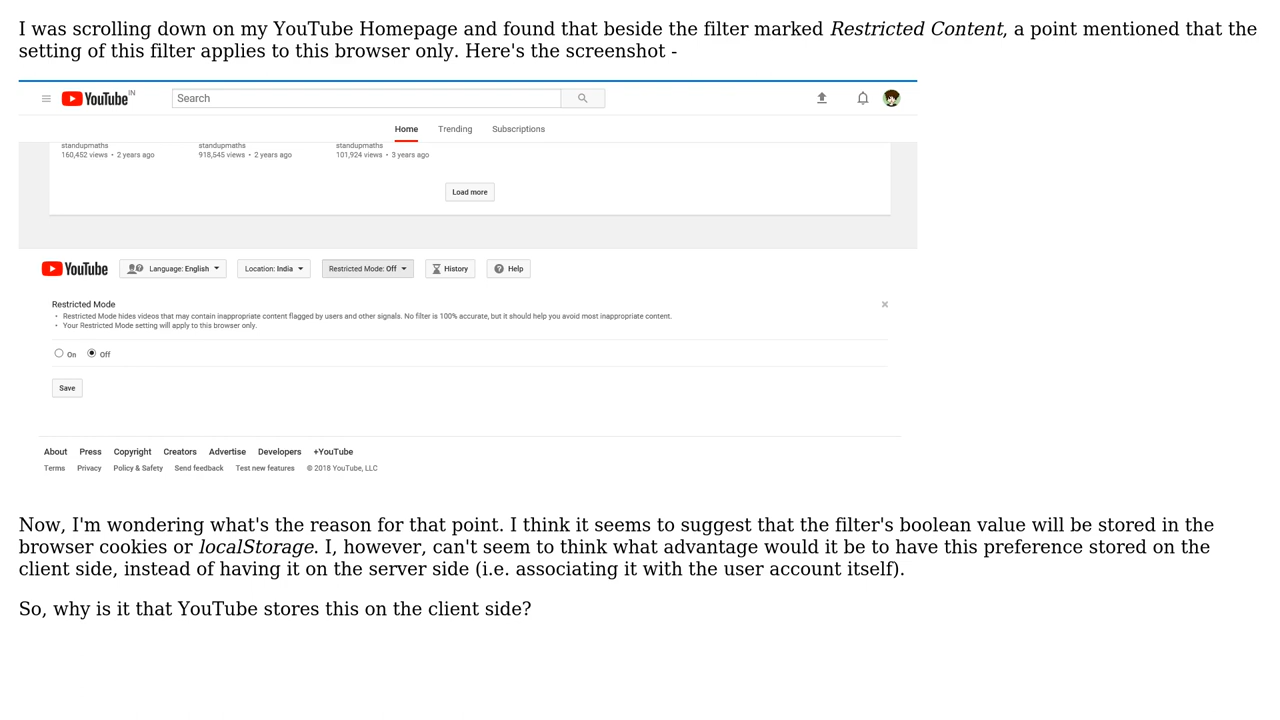 I was scrolling down on my YouTube Homepage and found that beside the filter marked Restricted Content, a point mentioned that the
setting of this filter applies to this browser only. Here's the screenshot -
YouTube IN
Search
Home Trending Subscriptions
standupmaths standupmaths standupmaths
160,452 views • 2 years ago 918,545 views • 2 years ago 101,924 views • 3 years ago
Load more
YouTube Language: English Location: India Restricted Mode: Off History Help
Restricted Mode
• Restricted Mode hides videos that may contain inappropriate content flagged by users and other signals. No filter is 100% accurate, but it should help you avoid most inappropriate content.
• Your Restricted Mode setting will apply to this browser only.
On Off
Save
About Press Copyright Creators Advertise Developers +YouTube
Terms Privacy Policy & Safety Send feedback Test new features © 2018 YouTube, LLC
Now, I'm wondering what's the reason for that point. I think it seems to suggest that the filter's boolean value will be stored in the
browser cookies or localStorage. I, however, can't seem to think what advantage would it be to have this preference stored on the
client side, instead of having it on the server side (i.e. associating it with the user account itself).
So, why is it that YouTube stores this on the client side?